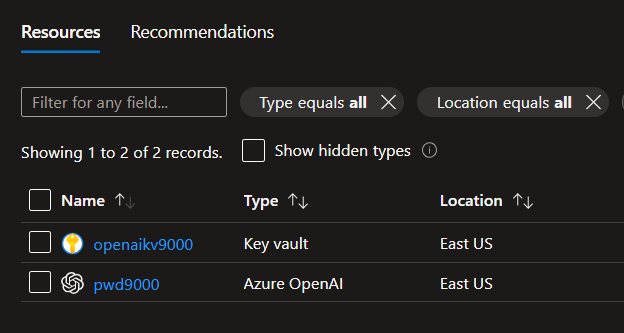 Resources Recommendations
Filter for any field... Type equals all Location equals all
Showing 1 to 2 of 2 records. Show hidden types
Name Type Location
openaikv9000 Key vault East US
pwd9000 Azure OpenAI East US